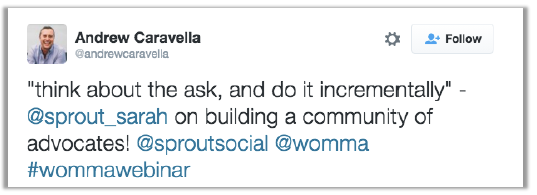 Andrew Caravella
@andrewcaravella
Follow
"think about the ask, and do it incrementally" -
@sprout_sarah on building a community of
advocates! @sproutsocial @womma
#wommawebinar